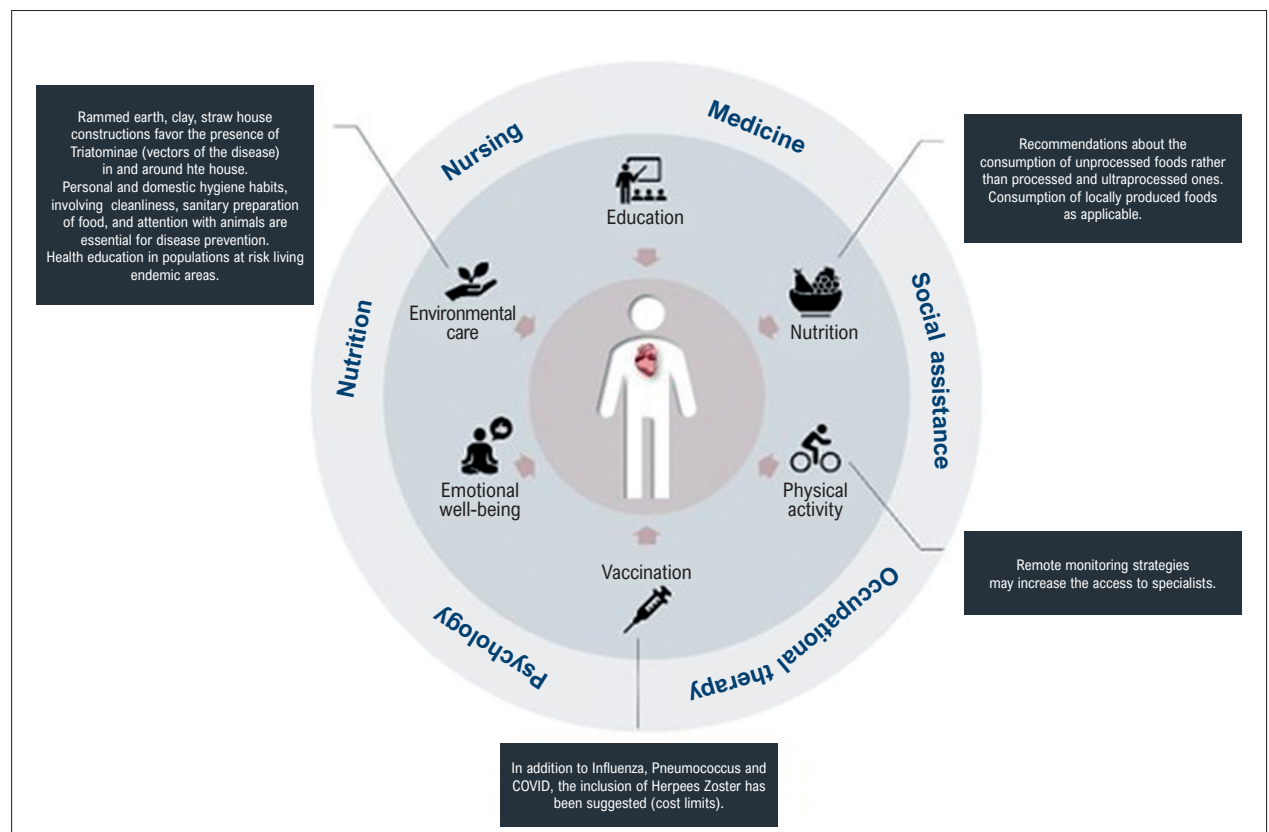 Rammed earth, clay, straw house
constructions favor the presence of
Triatominae (vectors of the disease)
in and around hte house.
Personal and domestic hygiene habits,
involving cleanliness, sanitary preparation
of food, and attention with animals are
essential for disease prevention.
Health education in populations at risk living
endemic areas.
Nursing
Medicine
Recommendations about the
consumption of unprocessed foods rather
than processed and ultraprocessed ones.
Consumption of locally produced foods
as applicable.
Education
Environmental
care
Nutrition
Nutrition
Social assistance
Emotional
well-being
Physical
activity
Vaccination
Remote monitoring strategies
may increase the access to specialists.
Psychology
Occupational therapy
In addition to Influenza, Pneumococcus and
COVID, the inclusion of Herpees Zoster has
been suggested (cost limits).